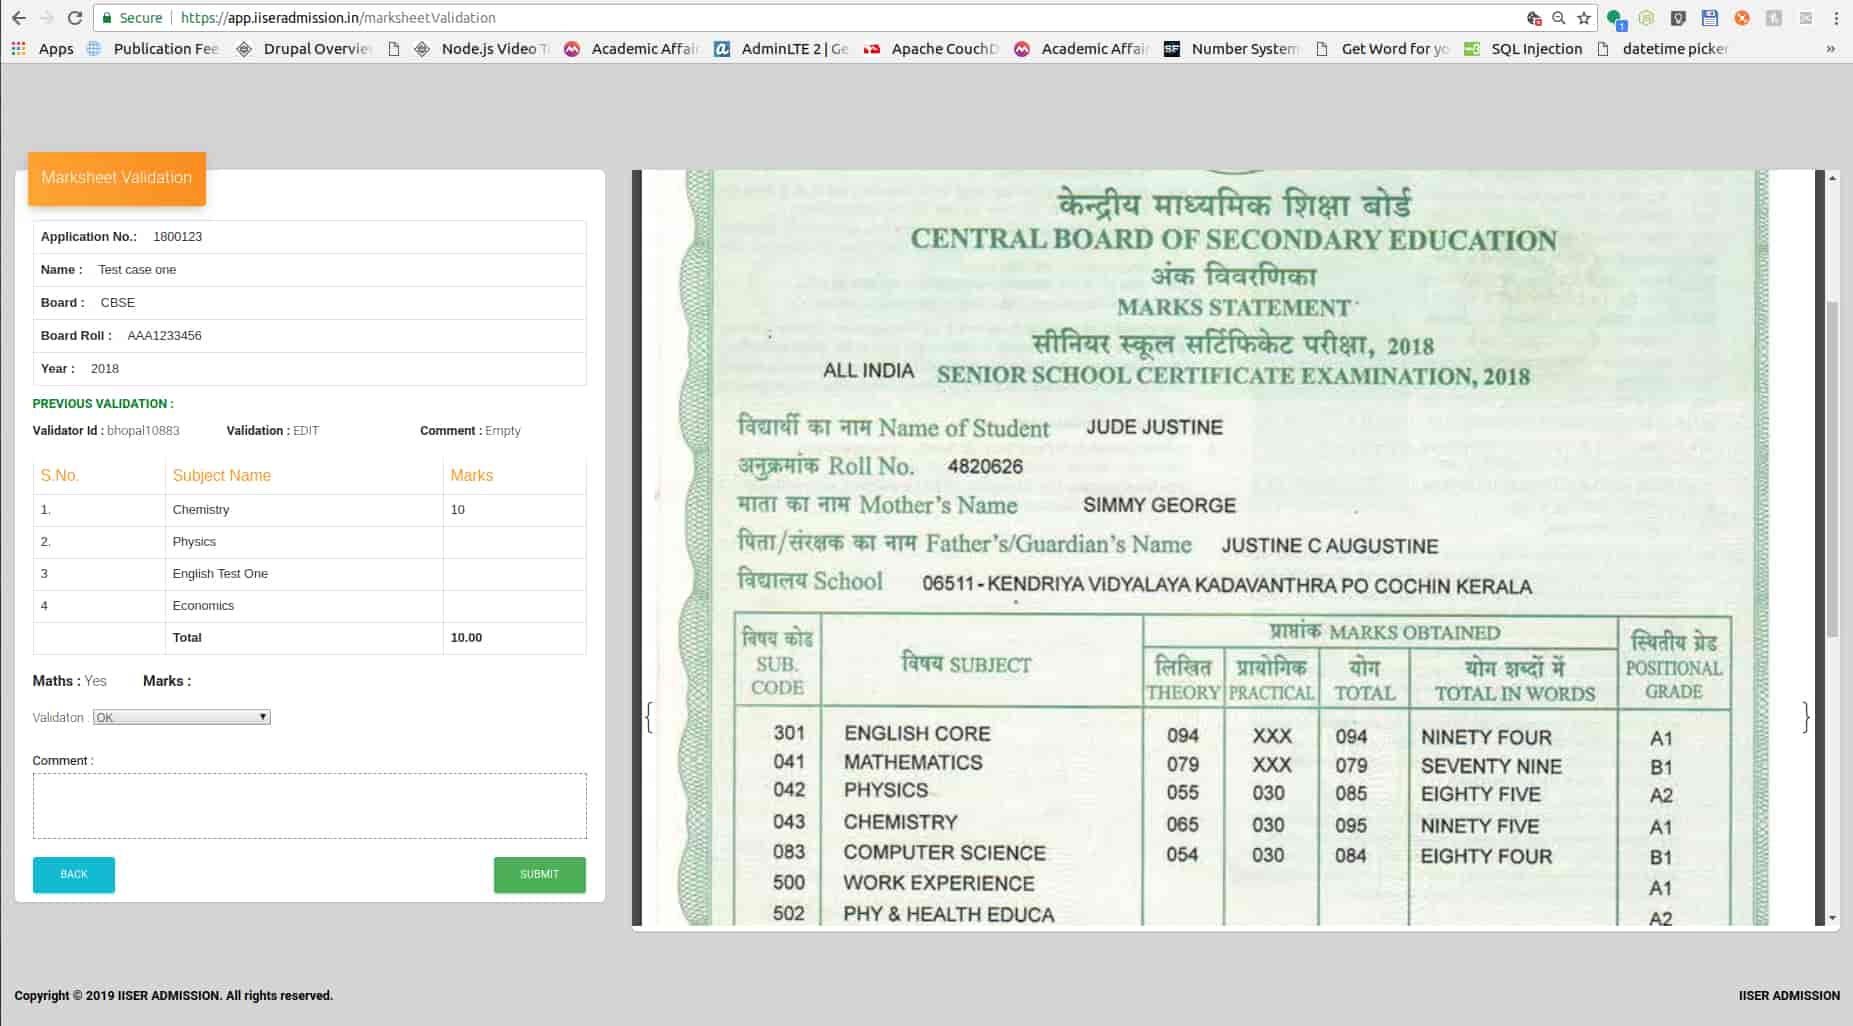 Secure https://app.iiseradmission.in/marksheetValidation
Apps Publication Fee Drupal Overvie Node.js Video T Academic Affai AdminLTE 2 | Ge Apache CouchD Academic Affai Number System Get Word for yo SQL Injection datetime picker »
Marksheet Validation
Application No.: 1800123
Name : Test case one
Board : CBSE
Board Roll : AAA1233456
Year : 2018
PREVIOUS VALIDATION :
Validator Id : bhopal10883 Validation : EDIT Comment : Empty
S.No. Subject Name Marks
1. Chemistry 10
2. Physics
3 English Test One
4 Economics
Total 10.00
Maths : Yes Marks :
Validaton OK
Comment :
BACK SUBMIT
केन्द्रीय माध्यमिक शिक्षा बोर्ड
CENTRAL BOARD OF SECONDARY EDUCATION
अंक विवरणिका
MARKS STATEMENT
सीनियर स्कूल सर्टिफिकेट परीक्षा, 2018
ALL INDIA SENIOR SCHOOL CERTIFICATE EXAMINATION, 2018
विद्यार्थी का नाम Name of Student JUDE JUSTINE
अनुक्रमांक Roll No. 4820626
माता का नाम Mother's Name SIMMY GEORGE
पिता/संरक्षक का नाम Father's/Guardian's Name JUSTINE C AUGUSTINE
विद्यालय School 06511-KENDRIYA VIDYALAYA KADAVANTHRA PO COCHIN KERALA
विषय कोड SUB. CODE
विषय SUBJECT
प्राप्तांक MARKS OBTAINED
लिखित THEORY
प्रायोगिक PRACTICAL
योग TOTAL
योग शब्दों में TOTAL IN WORDS
स्थितीय ग्रेड POSITIONAL GRADE
301 ENGLISH CORE 094 XXX 094 NINETY FOUR A1
041 MATHEMATICS 079 XXX 079 SEVENTY NINE B1
042 PHYSICS 055 030 085 EIGHTY FIVE A2
043 CHEMISTRY 065 030 095 NINETY FIVE A1
083 COMPUTER SCIENCE 054 030 084 EIGHTY FOUR B1
500 WORK EXPERIENCE A1
502 PHY & HEALTH EDUCA A2
Copyright © 2019 IISER ADMISSION. All rights reserved. IISER ADMISSION